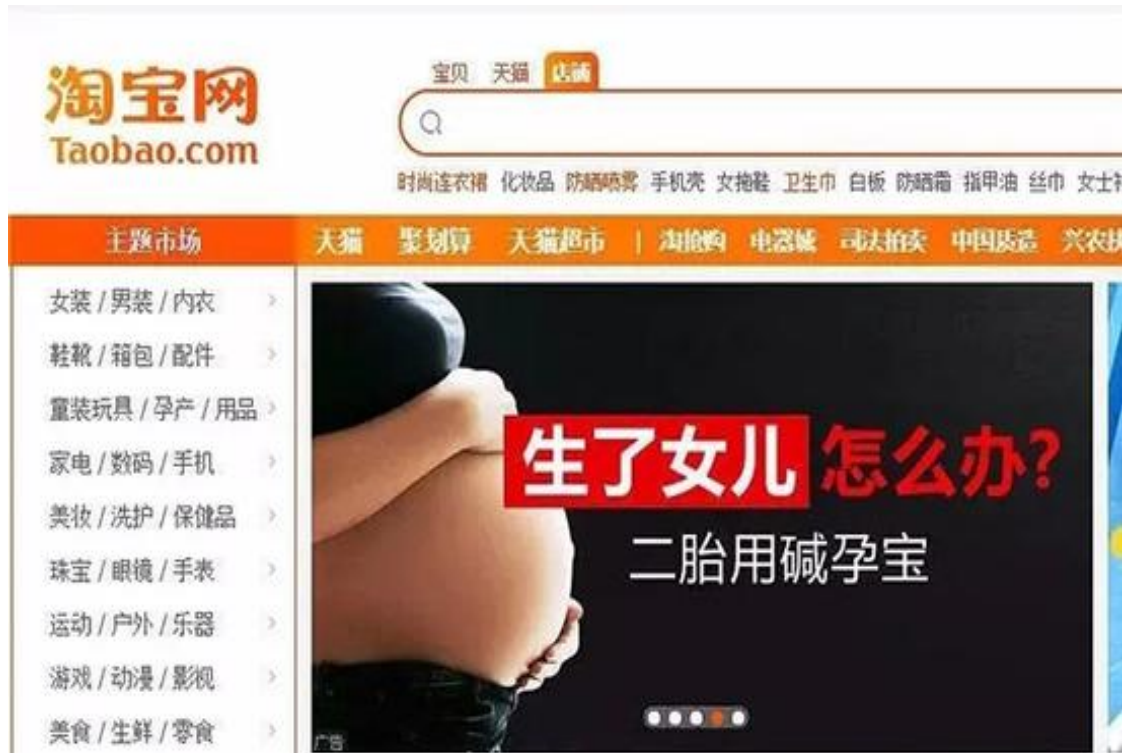 淘宝网
Taobao.com
宝贝 天猫 店铺
时尚连衣裙 化妆品 防晒喷雾 手机壳 女拖鞋 卫生巾 白板 防晒霜 指甲油 丝巾 女士
主题市场 天猫 聚划算 天猫超市 | 淘抢购 电器城 司法拍卖 中国质造 兴农
女装 / 男装 / 内衣
鞋靴 / 箱包 / 配件
童装玩具 / 孕产 / 用品
家电 / 数码 / 手机
美妆 / 洗护 / 保健品
珠宝 / 眼镜 / 手表
运动 / 户外 / 乐器
游戏 / 动漫 / 影视
美食 / 生鲜 / 零食
生了女儿 怎么办?
二胎用碱孕宝
广告